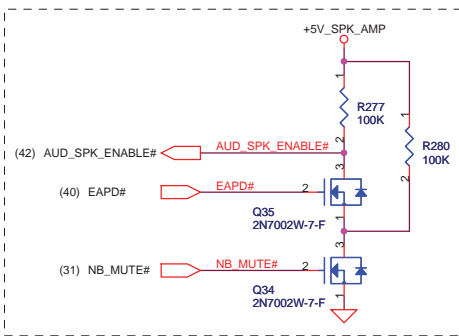 +5V_SPK_AMP
1
R277
100K
2
1
R280
100K
2
(42) AUD_SPK_ENABLE#
AUD_SPK_ENABLE#
3
(40) EAPD#
EAPD#
2
1
Q35
2N7002W-7-F
3
(31) NB_MUTE#
NB_MUTE#
2
1
Q34
2N7002W-7-F